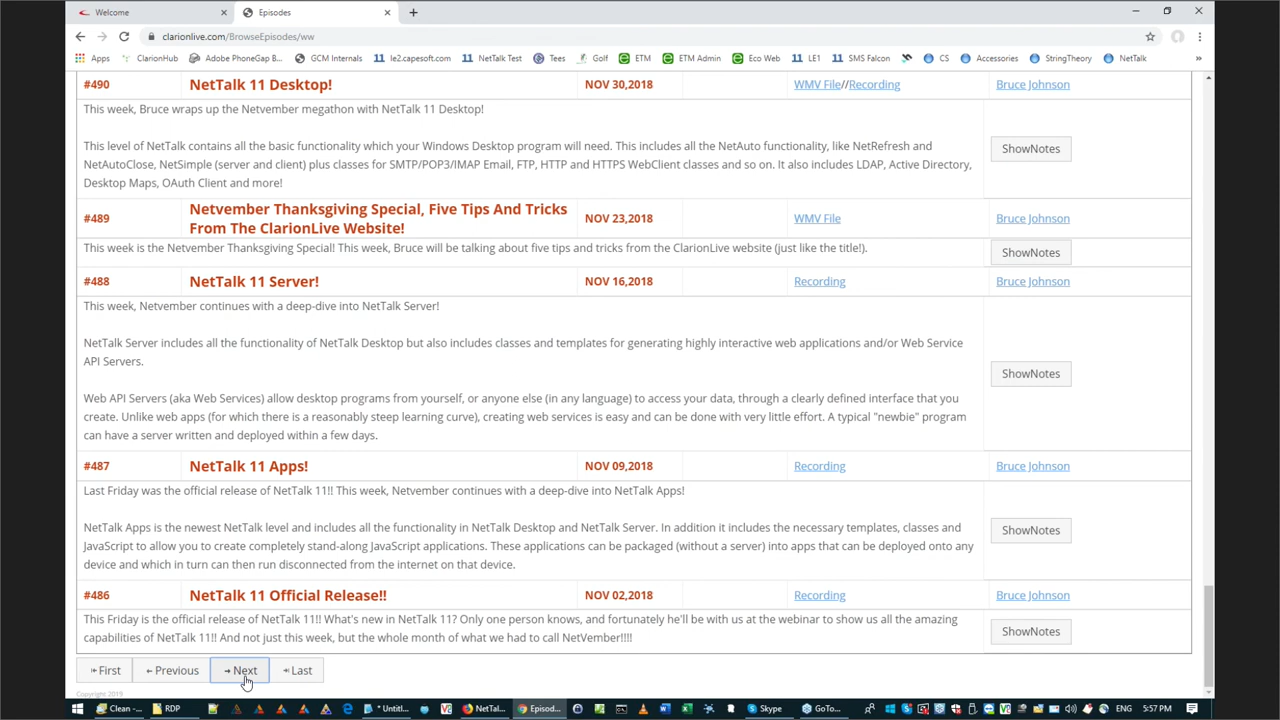 Welcome
Episodes
clarionlive.com/BrowseEpisodes/ww
Apps ClarionHub Adobe PhoneGap B... GCM Internals le2.capesoft.com NetTalk Test Tees Golf ETM ETM Admin Eco Web LE1 SMS Falcon CS Accessories StringTheory NetTalk »
#490 NetTalk 11 Desktop! NOV 30,2018 WMV File//Recording Bruce Johnson
This week, Bruce wraps up the Netvember megathon with NetTalk 11 Desktop!
This level of NetTalk contains all the basic functionality which your Windows Desktop program will need. This includes all the NetAuto functionality, like NetRefresh and
NetAutoClose, NetSimple (server and client) plus classes for SMTP/POP3/IMAP Email, FTP, HTTP and HTTPS WebClient classes and so on. It also includes LDAP, Active Directory,
Desktop Maps, OAuth Client and more!
ShowNotes
#489 Netvember Thanksgiving Special, Five Tips And Tricks
From The ClarionLive Website! NOV 23,2018 WMV File Bruce Johnson
This week is the Netvember Thanksgiving Special! This week, Bruce will be talking about five tips and tricks from the ClarionLive website (just like the title!).
ShowNotes
#488 NetTalk 11 Server! NOV 16,2018 Recording Bruce Johnson
This week, Netvember continues with a deep-dive into NetTalk Server!
NetTalk Server includes all the functionality of NetTalk Desktop but also includes classes and templates for generating highly interactive web applications and/or Web Service
API Servers.
Web API Servers (aka Web Services) allow desktop programs from yourself, or anyone else (in any language) to access your data, through a clearly defined interface that you
create. Unlike web apps (for which there is a reasonably steep learning curve), creating web services is easy and can be done with very little effort. A typical "newbie" program
can have a server written and deployed within a few days.
ShowNotes
#487 NetTalk 11 Apps! NOV 09,2018 Recording Bruce Johnson
Last Friday was the official release of NetTalk 11!! This week, Netvember continues with a deep-dive into NetTalk Apps!
NetTalk Apps is the newest NetTalk level and includes all the functionality in NetTalk Desktop and NetTalk Server. In addition it includes the necessary templates, classes and
JavaScript to allow you to create completely stand-along JavaScript applications. These applications can be packaged (without a server) into apps that can be deployed onto any
device and which in turn can then run disconnected from the internet on that device.
ShowNotes
#486 NetTalk 11 Official Release!! NOV 02,2018 Recording Bruce Johnson
This Friday is the official release of NetTalk 11!! What's new in NetTalk 11? Only one person knows, and fortunately he'll be with us at the webinar to show us all the amazing
capabilities of NetTalk 11!! And not just this week, but the whole month of what we had to call NetVember!!!!
ShowNotes
First Previous Next Last
Copyright 2019
Clean -... RDP * Untitl... NetTal... Episod... Skype GoTo... ENG 5:57 PM